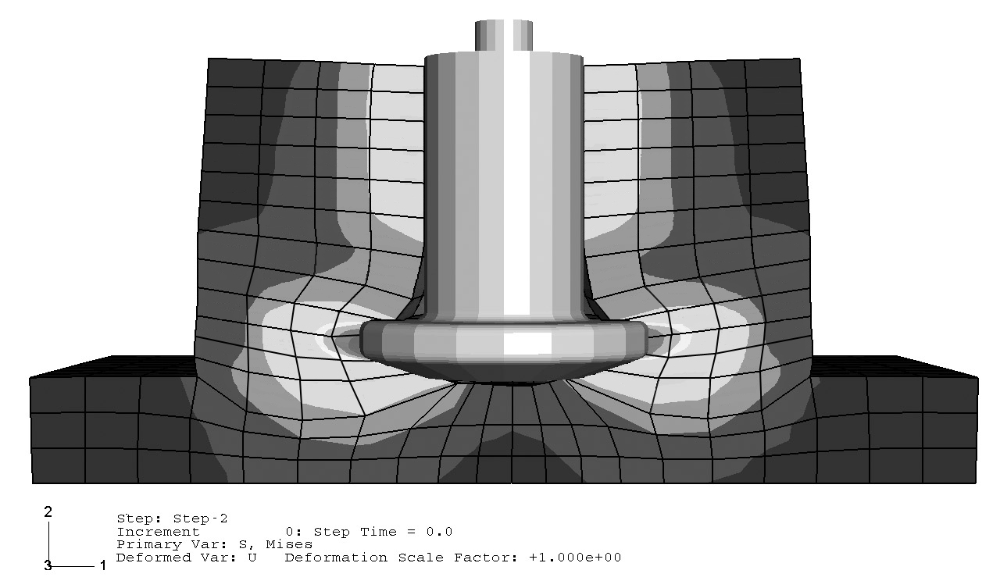 2
3 1
Step: Step-2
Increment 0: Step Time = 0.0
Primary Var: S, Mises
Deformed Var: U Deformation Scale Factor: +1.000e+00